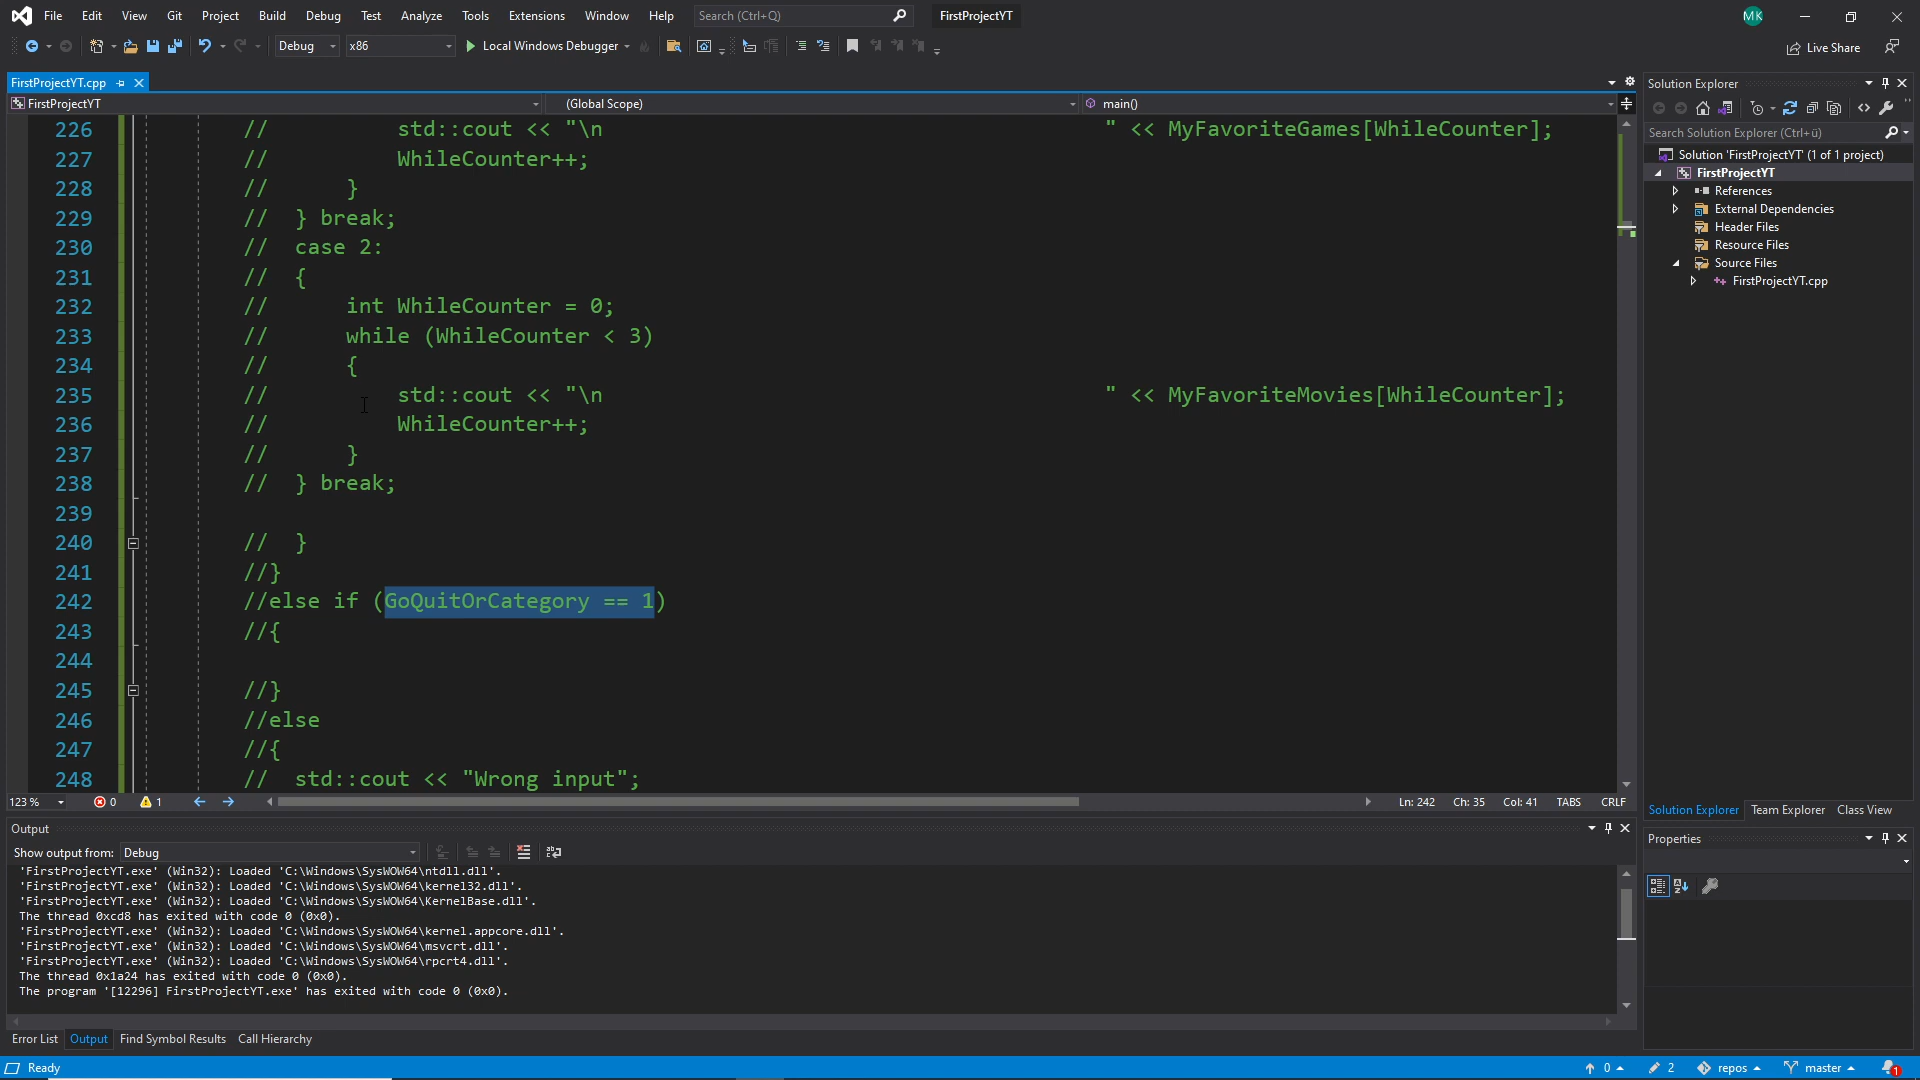 File Edit View Git Project Build Debug Test Analyze Tools Extensions Window Help Search (Ctrl+Q) FirstProjectYT MK
Debug x86 Local Windows Debugger Live Share
FirstProjectYT.cpp
FirstProjectYT (Global Scope) main()
226 // std::cout << "\n " << MyFavoriteGames[WhileCounter];
227 // WhileCounter++;
228 // }
229 // } break;
230 // case 2:
231 // {
232 // int WhileCounter = 0;
233 // while (WhileCounter < 3)
234 // {
235 // std::cout << "\n " << MyFavoriteMovies[WhileCounter];
236 // WhileCounter++;
237 // }
238 // } break;
239
240 // }
241 //}
242 //else if (GoQuitOrCategory == 1)
243 //{
244
245 //}
246 //else
247 //{
248 // std::cout << "Wrong input";
123 % 0 1 Ln: 242 Ch: 35 Col: 41 TABS CRLF
Output
Show output from: Debug
'FirstProjectYT.exe' (Win32): Loaded 'C:\Windows\SysWOW64\ntdll.dll'.
'FirstProjectYT.exe' (Win32): Loaded 'C:\Windows\SysWOW64\kernel32.dll'.
'FirstProjectYT.exe' (Win32): Loaded 'C:\Windows\SysWOW64\KernelBase.dll'.
The thread 0xcd8 has exited with code 0 (0x0).
'FirstProjectYT.exe' (Win32): Loaded 'C:\Windows\SysWOW64\kernel.appcore.dll'.
'FirstProjectYT.exe' (Win32): Loaded 'C:\Windows\SysWOW64\msvcrt.dll'.
'FirstProjectYT.exe' (Win32): Loaded 'C:\Windows\SysWOW64\rpcrt4.dll'.
The thread 0x1a24 has exited with code 0 (0x0).
The program '[12296] FirstProjectYT.exe' has exited with code 0 (0x0).
Error List Output Find Symbol Results Call Hierarchy
Solution Explorer
Search Solution Explorer (Ctrl+ü)
Solution 'FirstProjectYT' (1 of 1 project)
FirstProjectYT
References
External Dependencies
Header Files
Resource Files
Source Files
FirstProjectYT.cpp
Solution Explorer Team Explorer Class View
Properties
Ready 0 2 repos master 1